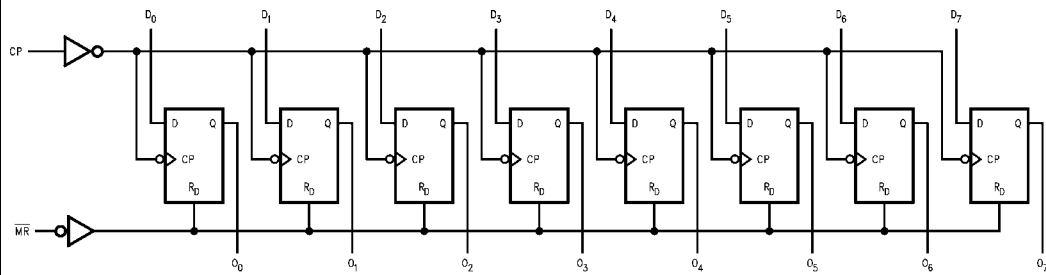 D0 D1 D2 D3 D4 D5 D6 D7
CP
D Q D Q D Q D Q D Q D Q D Q D Q
CP CP CP CP CP CP CP CP
RD RD RD RD RD RD RD RD
M̅R̅
O0 O1 O2 O3 O4 O5 O6 O7